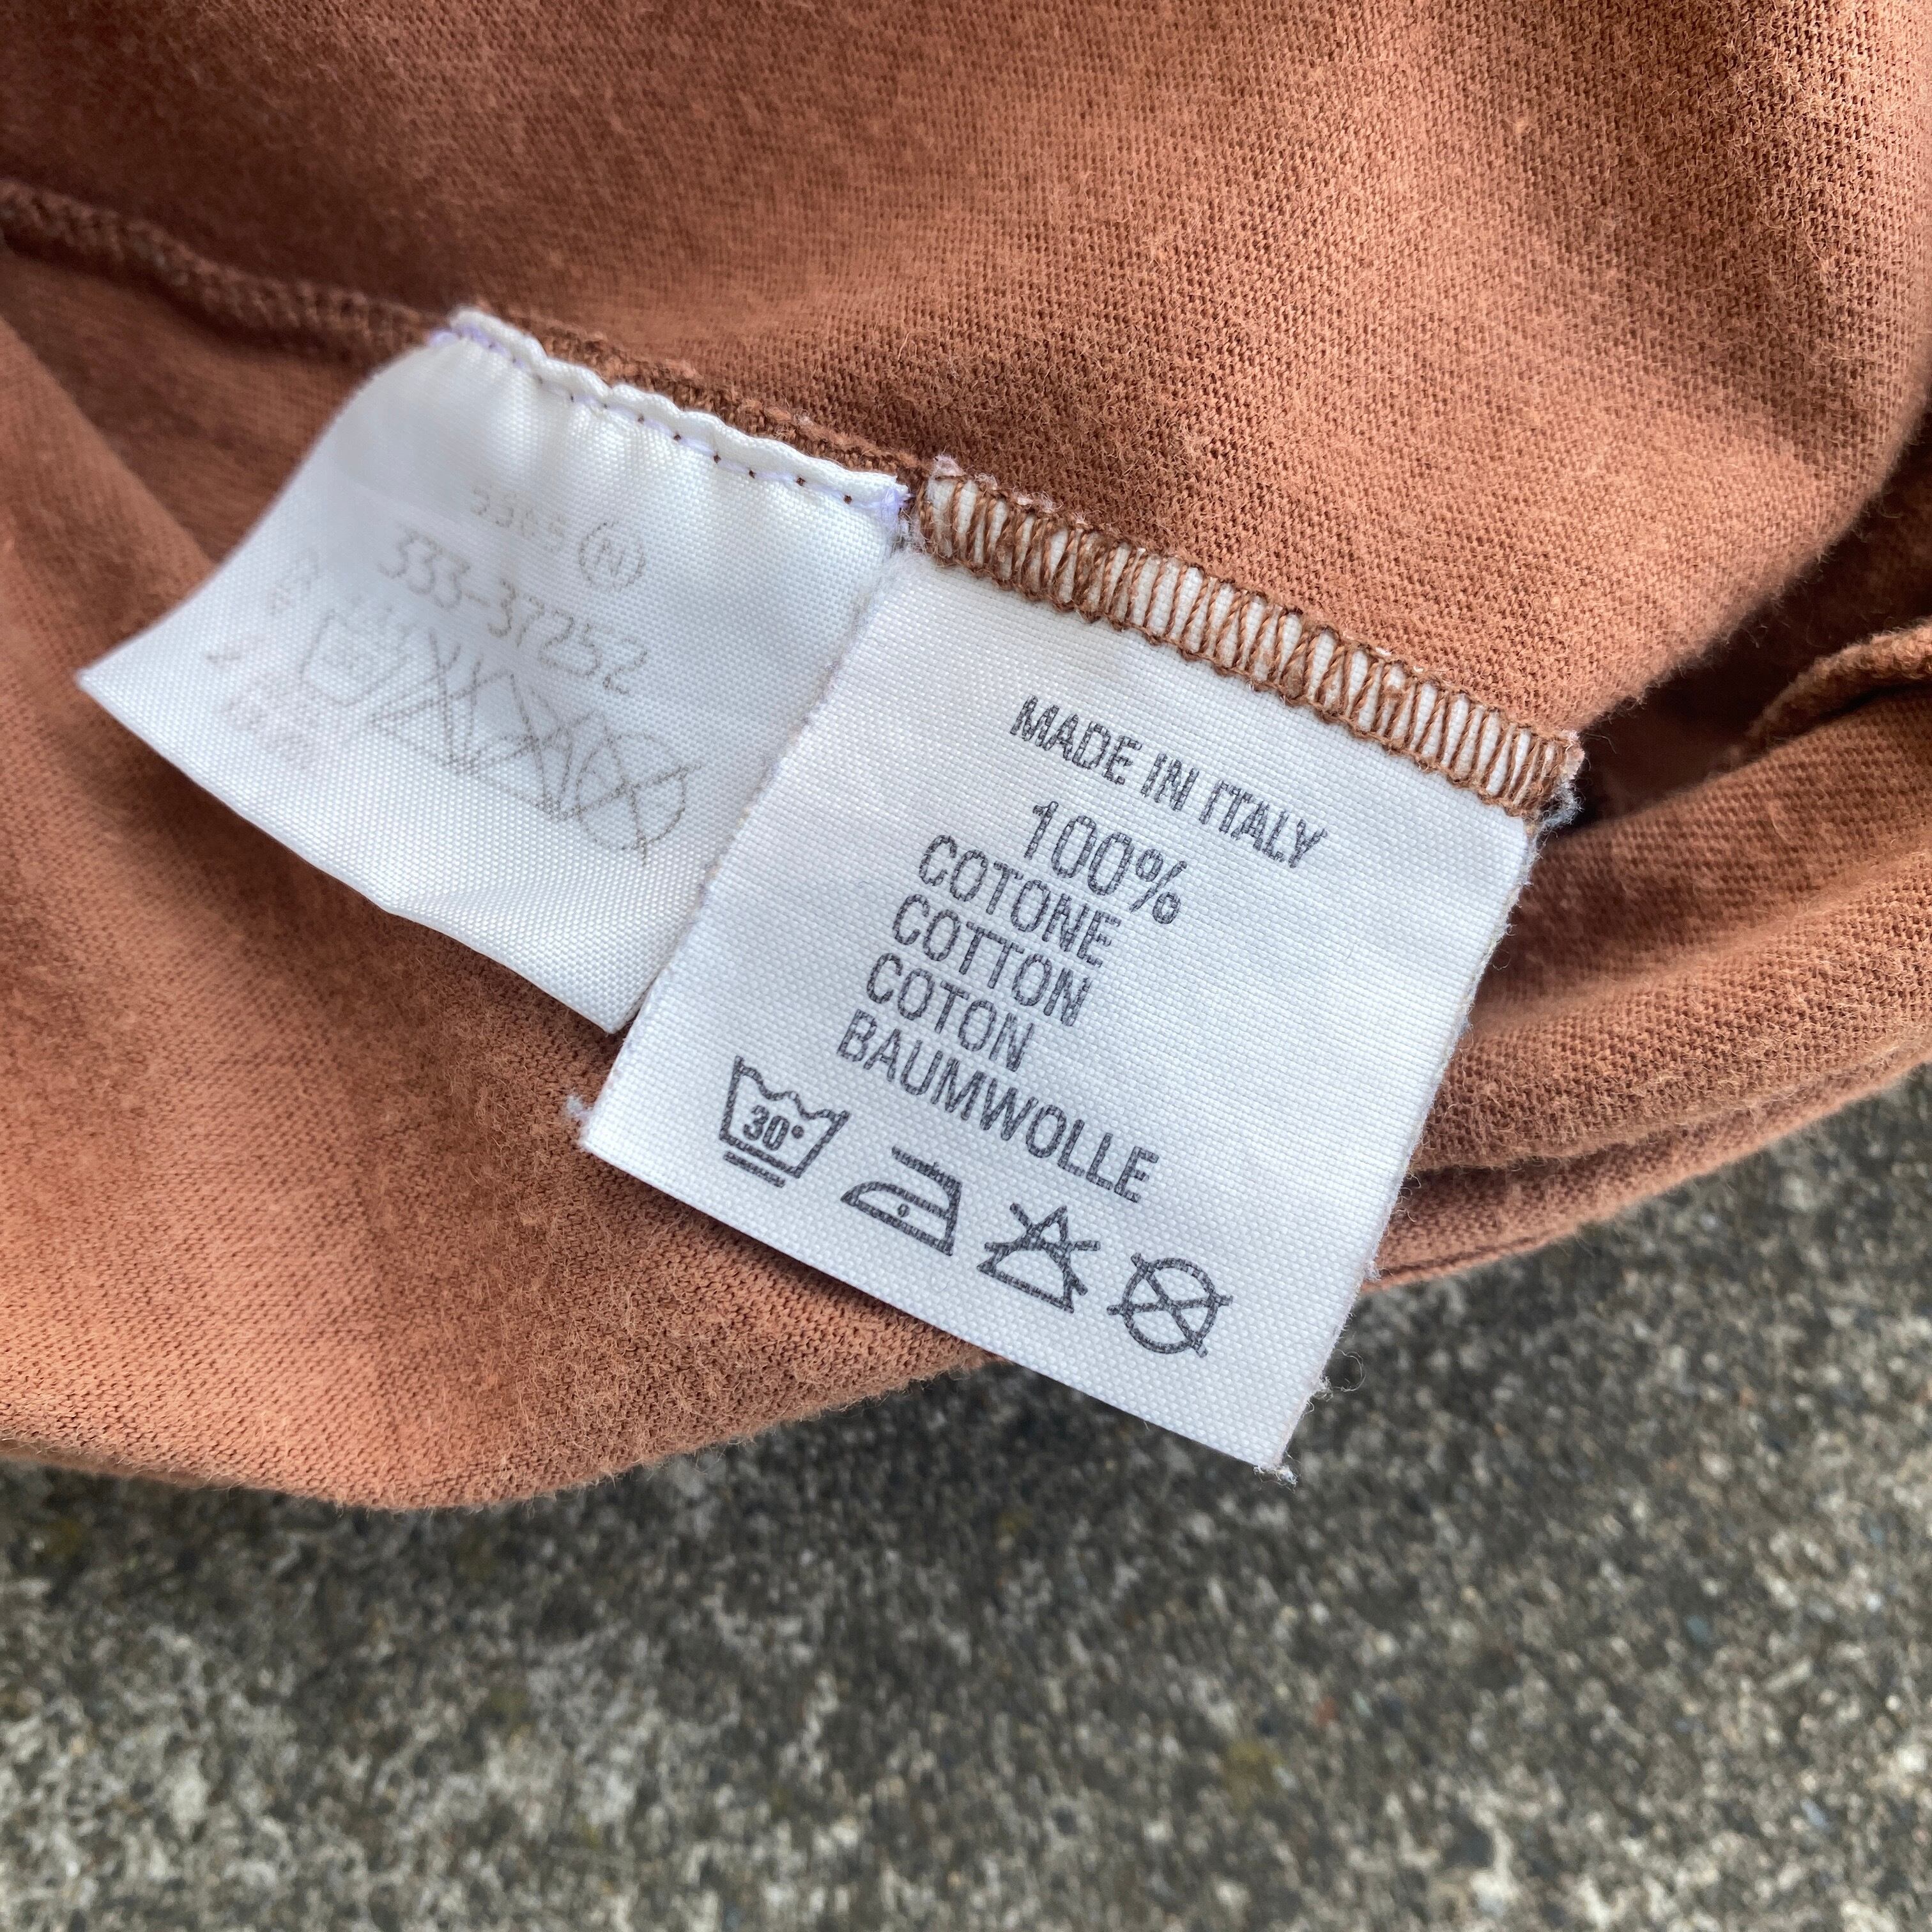 333-37252
MADE IN ITALY
100%
COTONE
COTTON
COTON
BAUMWOLLE
30°